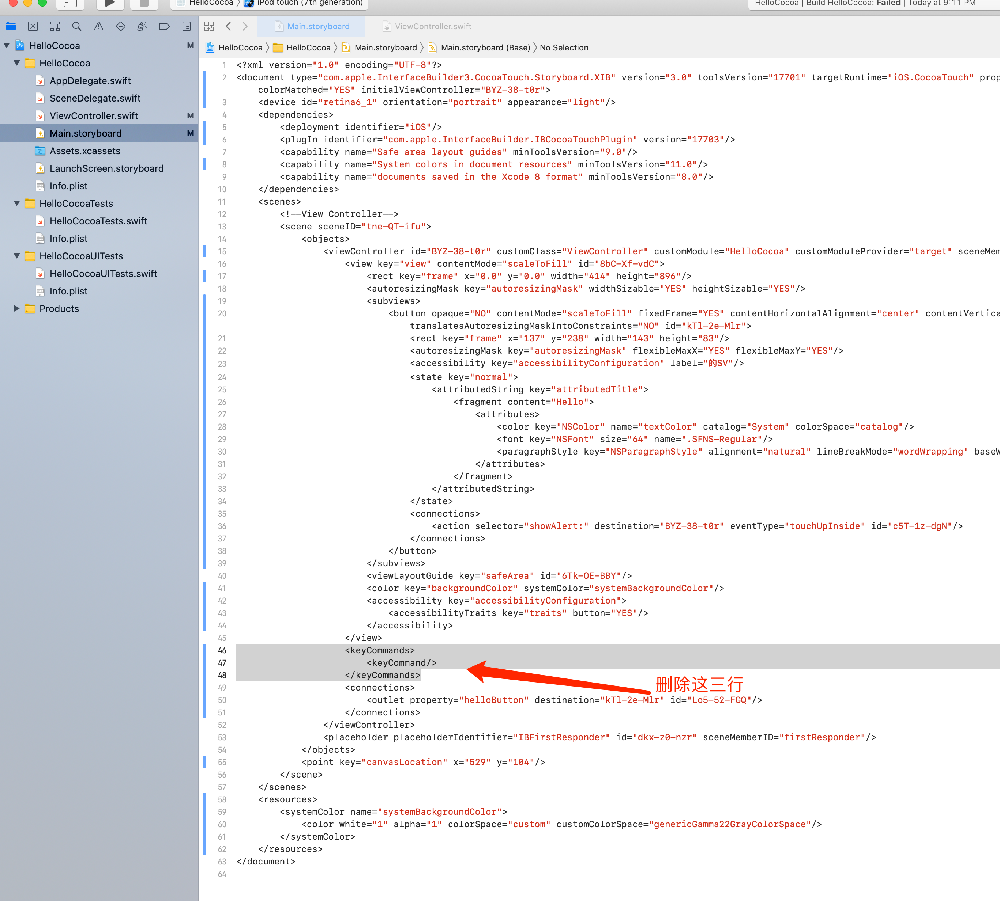 HelloCocoa 〉 iPod touch (7th generation)
HelloCocoa | Build HelloCocoa: Failed | Today at 9:11 PM
Main.storyboard
ViewController.swift
HelloCocoa M
HelloCocoa
AppDelegate.swift
SceneDelegate.swift
ViewController.swift M
Main.storyboard M
Assets.xcassets
LaunchScreen.storyboard
Info.plist
HelloCocoaTests
HelloCocoaTests.swift
Info.plist
HelloCocoaUITests
HelloCocoaUITests.swift
Info.plist
Products
HelloCocoa 〉 HelloCocoa 〉 Main.storyboard 〉 Main.storyboard (Base) 〉 No Selection
1 <?xml version="1.0" encoding="UTF-8"?>
2 <document type="com.apple.InterfaceBuilder3.CocoaTouch.Storyboard.XIB" version="3.0" toolsVersion="17701" targetRuntime="iOS.CocoaTouch" prop
colorMatched="YES" initialViewController="BYZ-38-t0r">
3 <device id="retina6_1" orientation="portrait" appearance="light"/>
4 <dependencies>
5 <deployment identifier="iOS"/>
6 <plugIn identifier="com.apple.InterfaceBuilder.IBCocoaTouchPlugin" version="17703"/>
7 <capability name="Safe area layout guides" minToolsVersion="9.0"/>
8 <capability name="System colors in document resources" minToolsVersion="11.0"/>
9 <capability name="documents saved in the Xcode 8 format" minToolsVersion="8.0"/>
10 </dependencies>
11 <scenes>
12 <!--View Controller-->
13 <scene sceneID="tne-QT-ifu">
14 <objects>
15 <viewController id="BYZ-38-t0r" customClass="ViewController" customModule="HelloCocoa" customModuleProvider="target" sceneMem
16 <view key="view" contentMode="scaleToFill" id="8bC-Xf-vdC">
17 <rect key="frame" x="0.0" y="0.0" width="414" height="896"/>
18 <autoresizingMask key="autoresizingMask" widthSizable="YES" heightSizable="YES"/>
19 <subviews>
20 <button opaque="NO" contentMode="scaleToFill" fixedFrame="YES" contentHorizontalAlignment="center" contentVertica
translatesAutoresizingMaskIntoConstraints="NO" id="kTl-2e-Mlr">
21 <rect key="frame" x="137" y="238" width="143" height="83"/>
22 <autoresizingMask key="autoresizingMask" flexibleMaxX="YES" flexibleMaxY="YES"/>
23 <accessibility key="accessibilityConfiguration" label="的SV"/>
24 <state key="normal">
25 <attributedString key="attributedTitle">
26 <fragment content="Hello">
27 <attributes>
28 <color key="NSColor" name="textColor" catalog="System" colorSpace="catalog"/>
29 <font key="NSFont" size="64" name=".SFNS-Regular"/>
30 <paragraphStyle key="NSParagraphStyle" alignment="natural" lineBreakMode="wordWrapping" baseW
31 </attributes>
32 </fragment>
33 </attributedString>
34 </state>
35 <connections>
36 <action selector="showAlert:" destination="BYZ-38-t0r" eventType="touchUpInside" id="c5T-1z-dgN"/>
37 </connections>
38 </button>
39 </subviews>
40 <viewLayoutGuide key="safeArea" id="6Tk-OE-BBY"/>
41 <color key="backgroundColor" systemColor="systemBackgroundColor"/>
42 <accessibility key="accessibilityConfiguration">
43 <accessibilityTraits key="traits" button="YES"/>
44 </accessibility>
45 </view>
46 <keyCommands>
47 <keyCommand/>
48 </keyCommands>
删除这三行
49 <connections>
50 <outlet property="helloButton" destination="kTl-2e-Mlr" id="Lo5-52-FGQ"/>
51 </connections>
52 </viewController>
53 <placeholder placeholderIdentifier="IBFirstResponder" id="dkx-z0-nzr" sceneMemberID="firstResponder"/>
54 </objects>
55 <point key="canvasLocation" x="529" y="104"/>
56 </scene>
57 </scenes>
58 <resources>
59 <systemColor name="systemBackgroundColor">
60 <color white="1" alpha="1" colorSpace="custom" customColorSpace="genericGamma22GrayColorSpace"/>
61 </systemColor>
62 </resources>
63 </document>
64